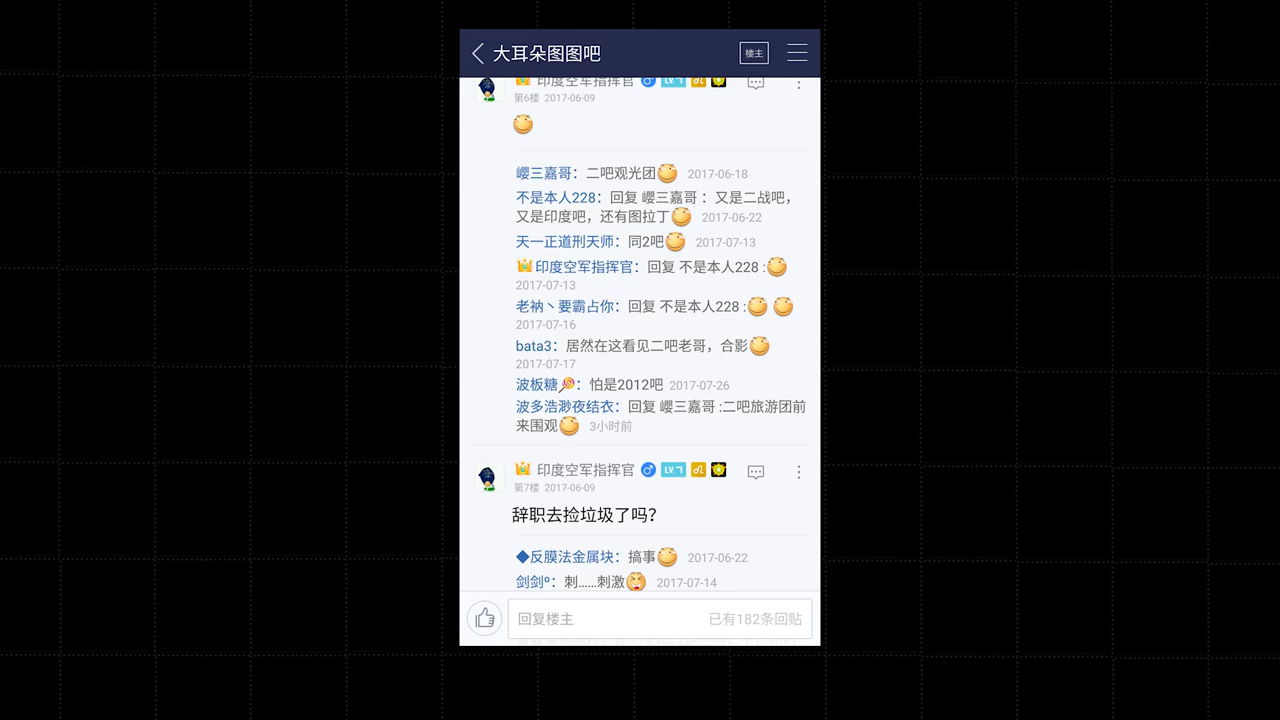 大耳朵图图吧
楼主
印度空军指挥官 LV.7
第6楼 2017-06-09
嘤三嘉哥：二吧观光团 2017-06-18
不是本人228：回复 嘤三嘉哥：又是二战吧，
又是印度吧，还有图拉丁 2017-06-22
天一正道刑天师：同2吧 2017-07-13
印度空军指挥官：回复 不是本人228 :
2017-07-13
老衲丶要霸占你：回复 不是本人228 :
2017-07-16
bata3：居然在这看见二吧老哥，合影
2017-07-17
波板糖🍭：怕是2012吧 2017-07-26
波多浩渺夜结衣：回复 嘤三嘉哥 :二吧旅游团前
来围观 3小时前
印度空军指挥官 LV.7
第7楼 2017-06-09
辞职去捡垃圾了吗？
◆反膜法金属块：搞事 2017-06-22
剑剑º：刺……刺激 2017-07-14
回复楼主 已有182条回贴